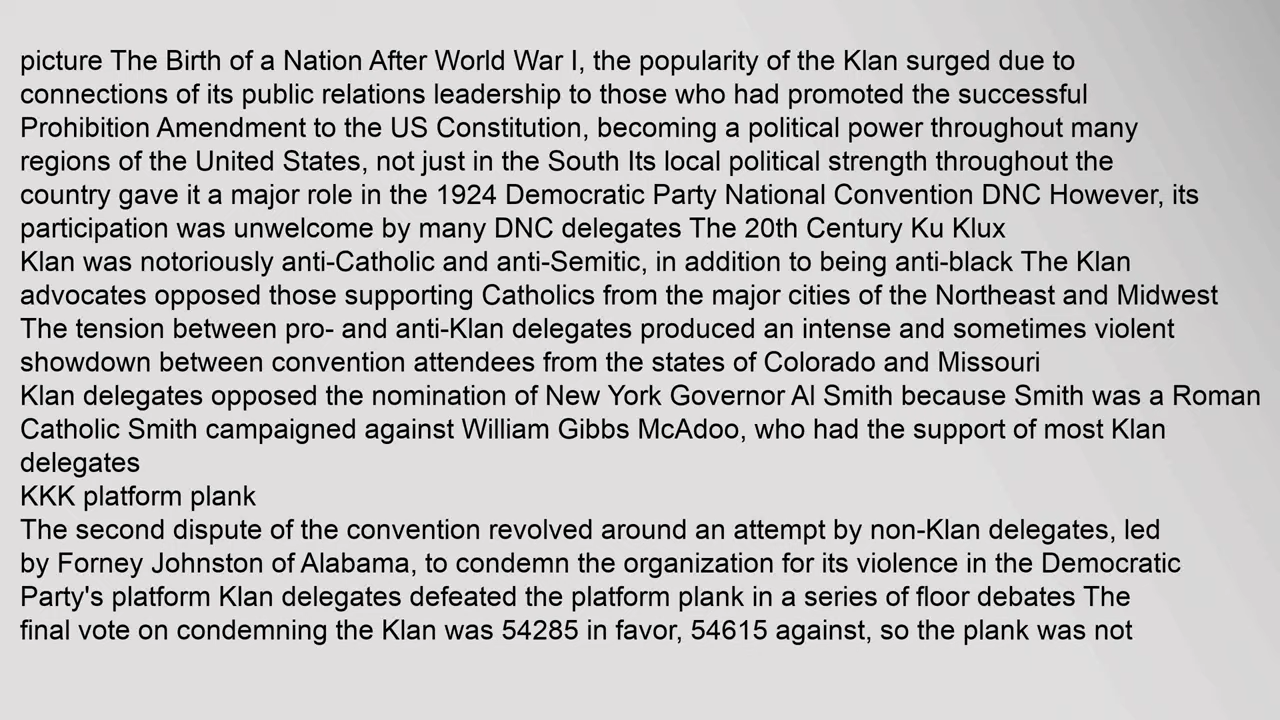 picture The Birth of a Nation After World War I, the popularity of the Klan surged due to
connections of its public relations leadership to those who had promoted the successful
Prohibition Amendment to the US Constitution, becoming a political power throughout many
regions of the United States, not just in the South Its local political strength throughout the
country gave it a major role in the 1924 Democratic Party National Convention DNC However, its
participation was unwelcome by many DNC delegates The 20th Century Ku Klux
Klan was notoriously anti-Catholic and anti-Semitic, in addition to being anti-black The Klan
advocates opposed those supporting Catholics from the major cities of the Northeast and Midwest
The tension between pro- and anti-Klan delegates produced an intense and sometimes violent
showdown between convention attendees from the states of Colorado and Missouri
Klan delegates opposed the nomination of New York Governor Al Smith because Smith was a Roman
Catholic Smith campaigned against William Gibbs McAdoo, who had the support of most Klan
delegates
KKK platform plank
The second dispute of the convention revolved around an attempt by non-Klan delegates, led
by Forney Johnston of Alabama, to condemn the organization for its violence in the Democratic
Party's platform Klan delegates defeated the platform plank in a series of floor debates The
final vote on condemning the Klan was 54285 in favor, 54615 against, so the plank was not